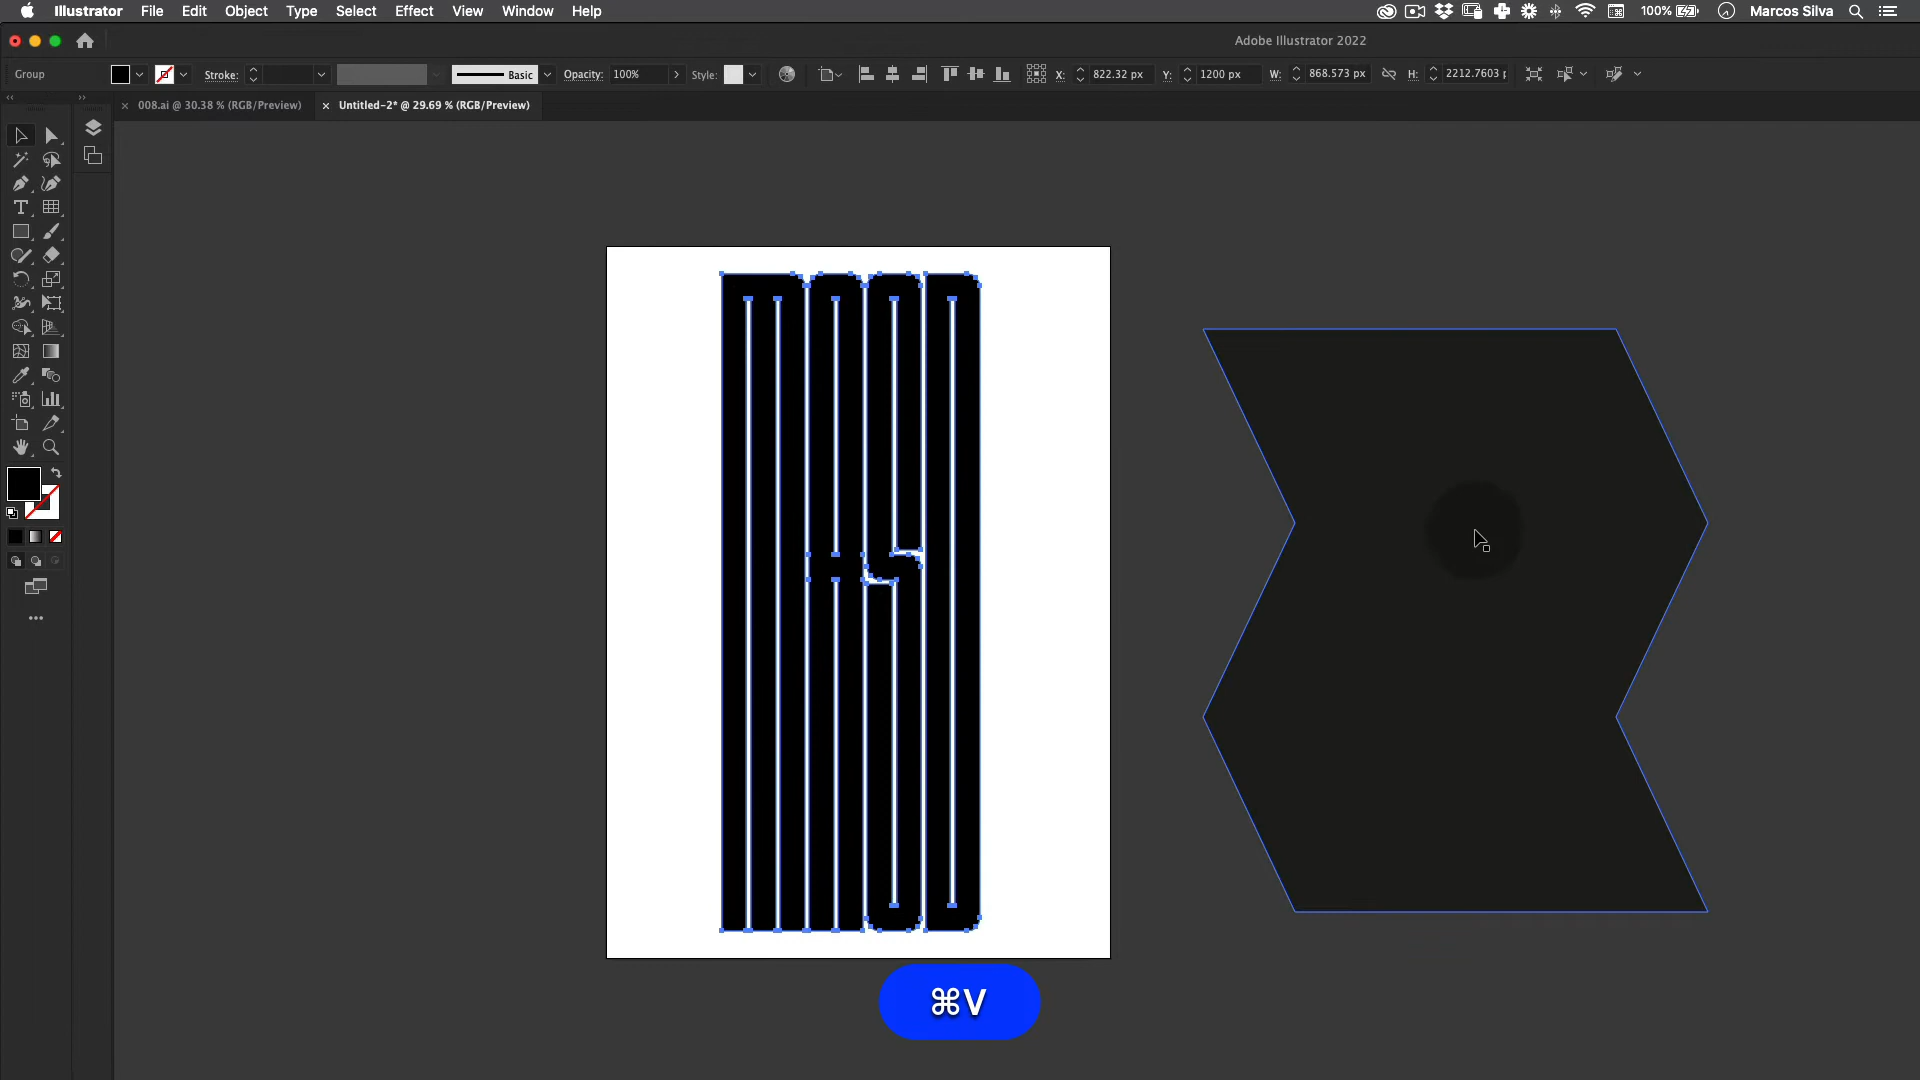 Illustrator File Edit Object Type Select Effect View Window Help 100% Marcos Silva
Adobe Illustrator 2022
Group Stroke: Basic Opacity: 100% Style: X: 822.32 px Y: 1200 px W: 868.573 px H: 2212.7603
008.ai @ 30.38 % (RGB/Preview) Untitled-2* @ 29.69 % (RGB/Preview)
⌘V